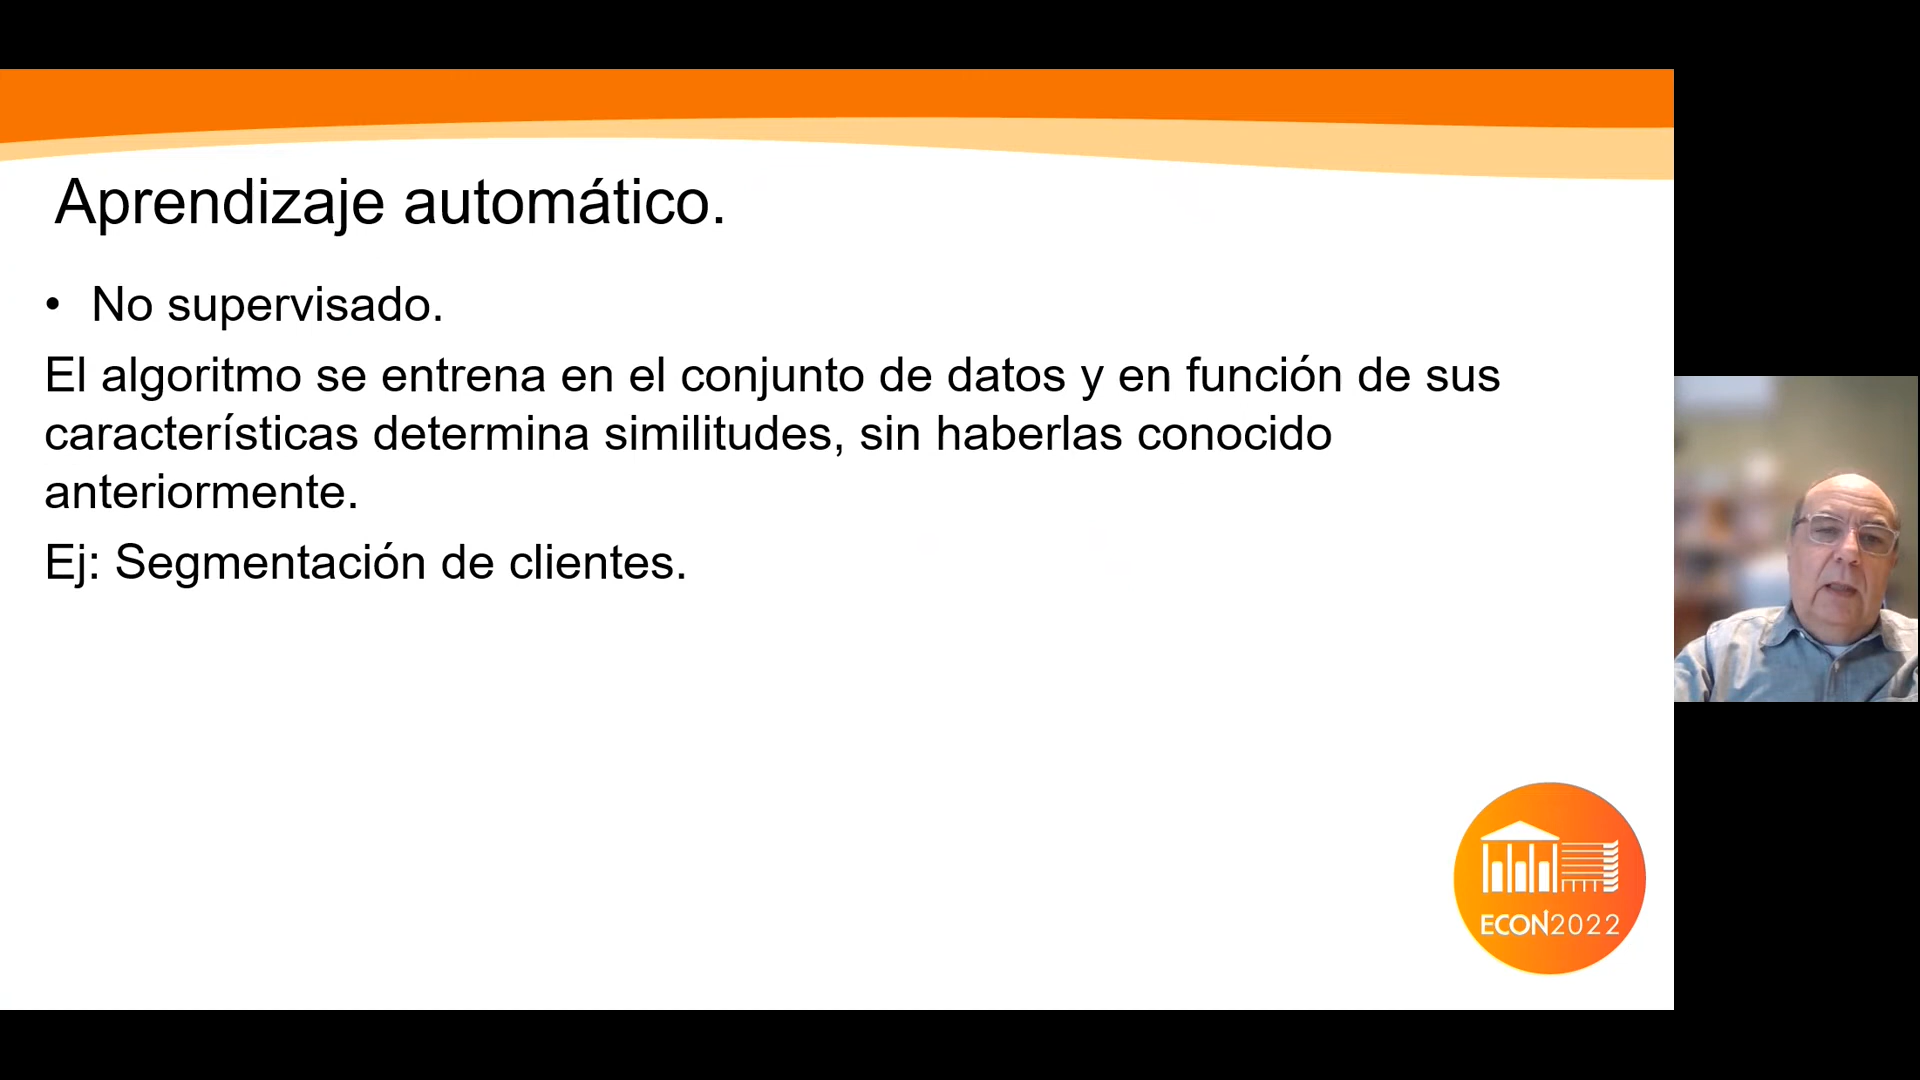 Aprendizaje automático.
• No supervisado.
El algoritmo se entrena en el conjunto de datos y en función de sus
características determina similitudes, sin haberlas conocido
anteriormente.
Ej: Segmentación de clientes.
ECON2022